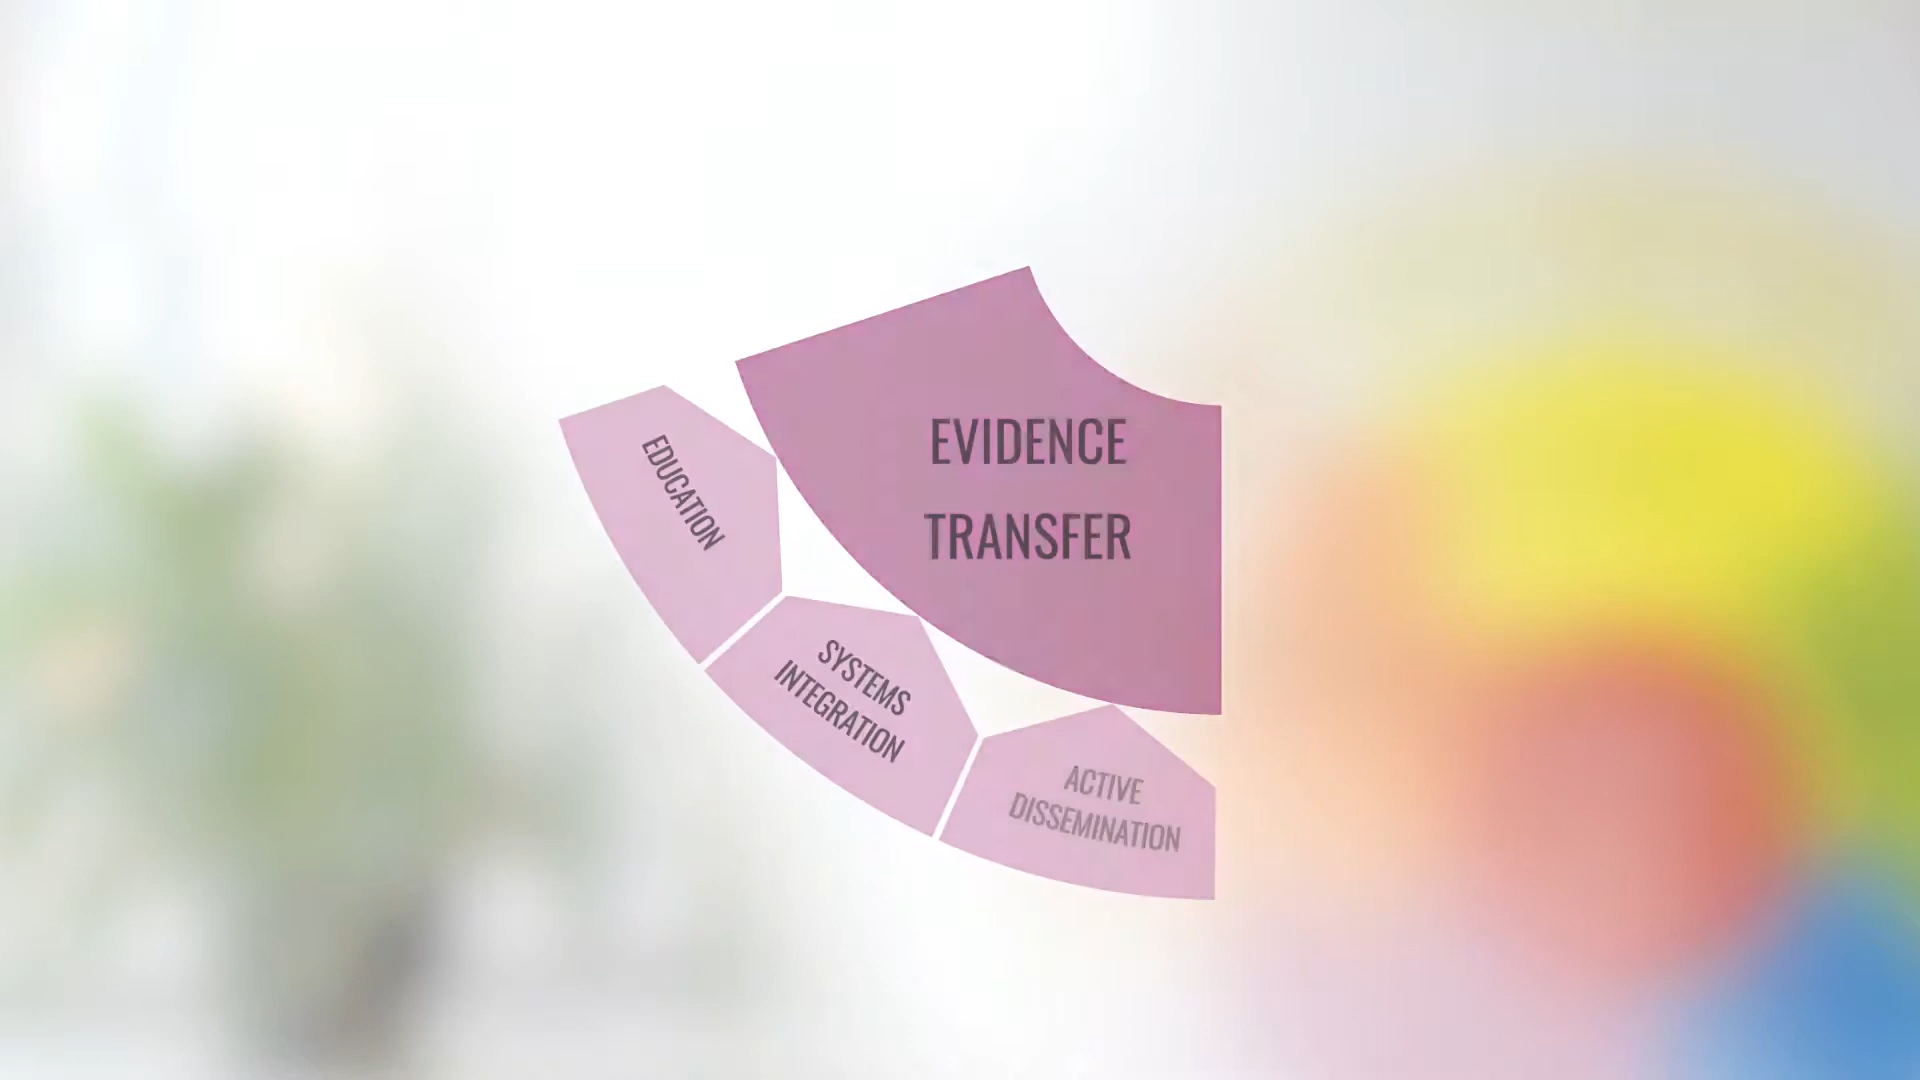 EVIDENCE
TRANSFER
EDUCATION
SYSTEMS
INTEGRATION
ACTIVE
DISSEMINATION